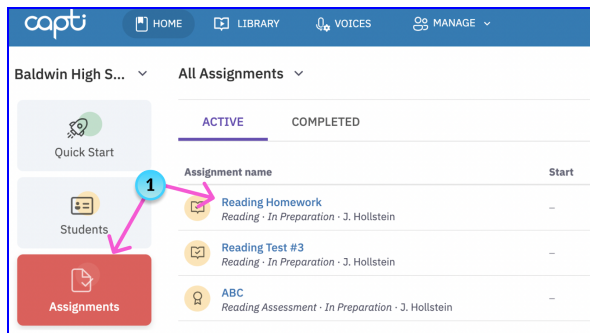 capti
HOME
LIBRARY
VOICES
MANAGE
Baldwin High S...
All Assignments
Quick Start
Students
Assignments
ACTIVE
COMPLETED
Assignment name
Start
1
Reading Homework
Reading · In Preparation · J. Hollstein
–
Reading Test #3
Reading · In Preparation · J. Hollstein
–
ABC
Reading Assessment · In Preparation · J. Hollstein
–